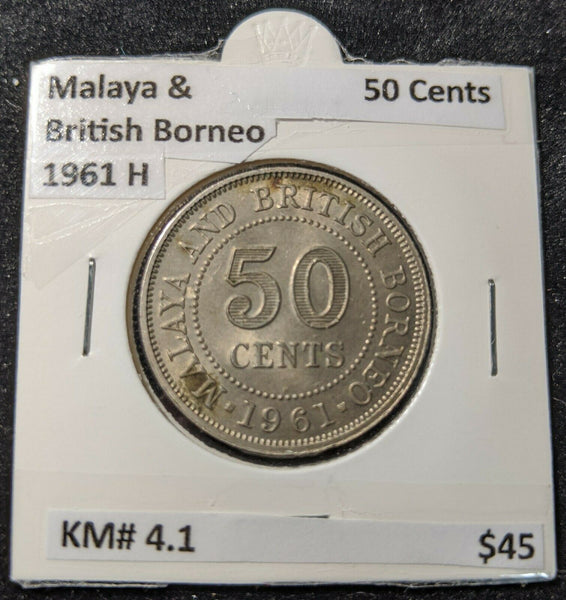 Malaya & 50 Cents
British Borneo
1961 H
MALAYA AND BRITISH BORNEO
50
CENTS
·1961·
KM# 4.1 $45